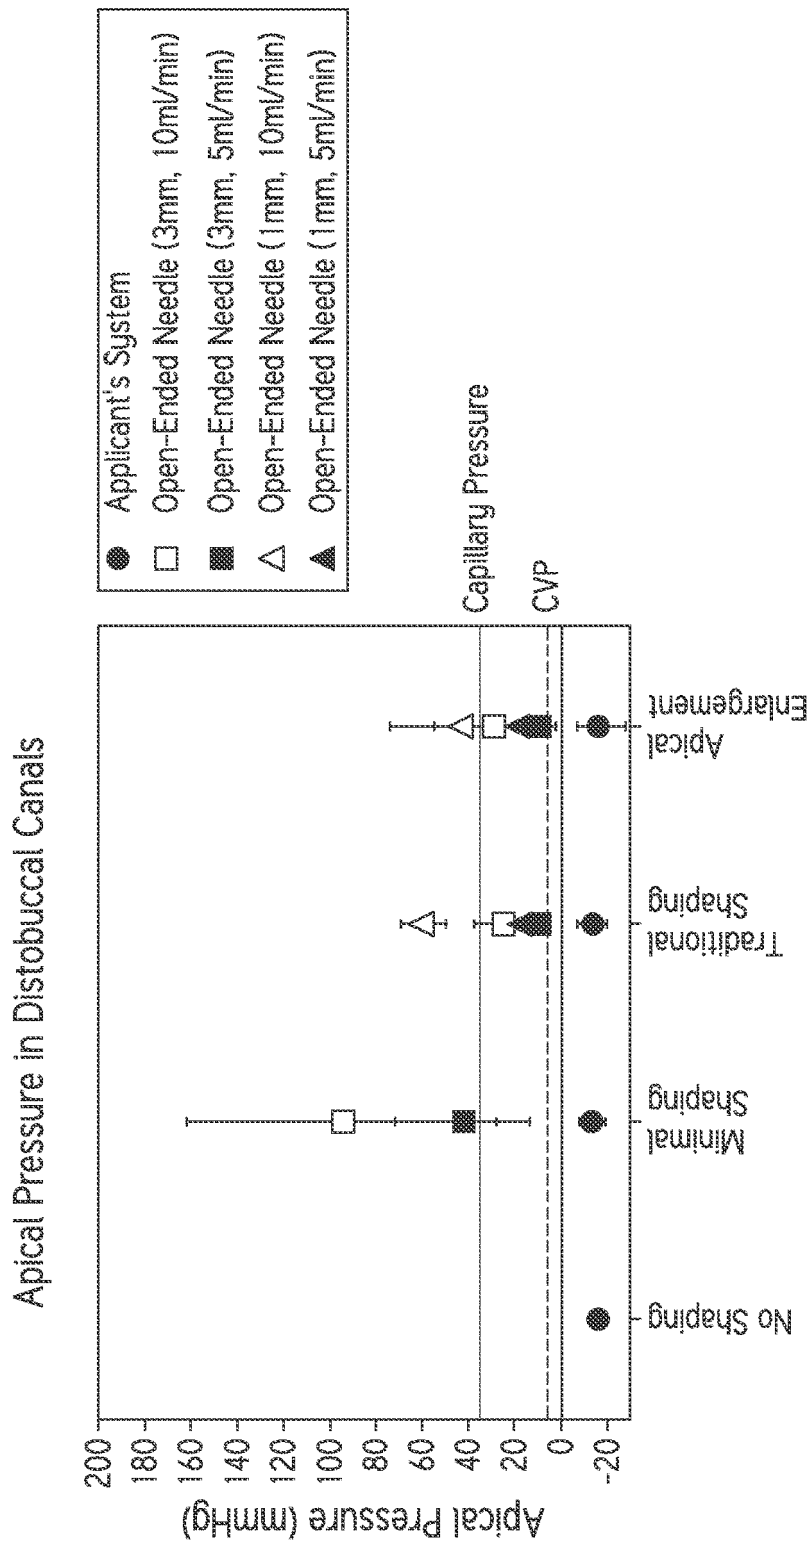 Apical Pressure in Distobuccal Canals
Apical Pressure (mmHg)
200
180
160
140
120
100
80
60
40
20
0
-20
No Shaping
Minimal
Shaping
Traditional
Shaping
Apical
Enlargement
Capillary Pressure
CVP
Applicant's System
Open-Ended Needle (3mm, 10ml/min)
Open-Ended Needle (3mm, 5ml/min)
Open-Ended Needle (1mm, 10ml/min)
Open-Ended Needle (1mm, 5ml/min)